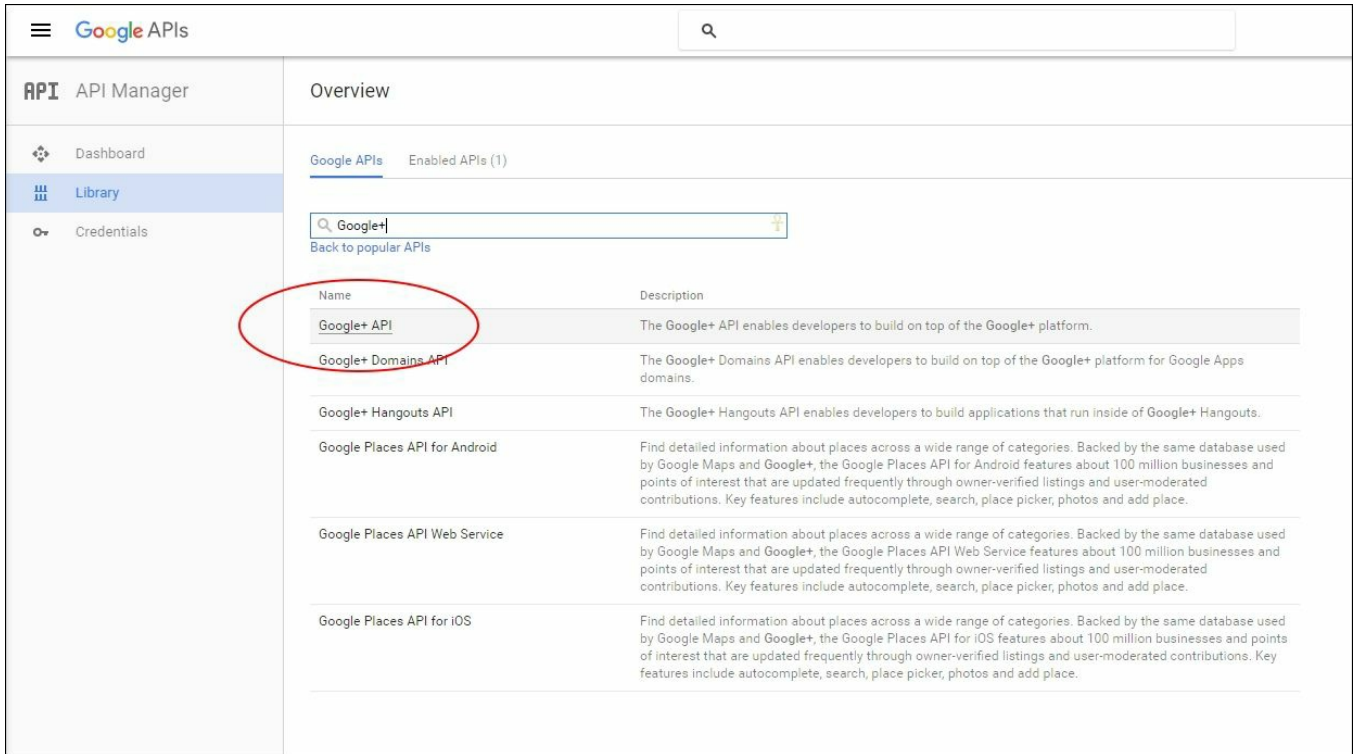 Google APIs
API API Manager
Overview
Dashboard
Library
Credentials
Google APIs Enabled APIs (1)
Google+
Back to popular APIs
Name Description
Google+ API The Google+ API enables developers to build on top of the Google+ platform.
Google+ Domains API The Google+ Domains API enables developers to build on top of the Google+ platform for Google Apps
domains.
Google+ Hangouts API The Google+ Hangouts API enables developers to build applications that run inside of Google+ Hangouts.
Google Places API for Android Find detailed information about places across a wide range of categories. Backed by the same database used
by Google Maps and Google+, the Google Places API for Android features about 100 million businesses and
points of interest that are updated frequently through owner-verified listings and user-moderated
contributions. Key features include autocomplete, search, place picker, photos and add place.
Google Places API Web Service Find detailed information about places across a wide range of categories. Backed by the same database used
by Google Maps and Google+, the Google Places API Web Service features about 100 million businesses and
points of interest that are updated frequently through owner-verified listings and user-moderated
contributions. Key features include autocomplete, search, place picker, photos and add place.
Google Places API for iOS Find detailed information about places across a wide range of categories. Backed by the same database used
by Google Maps and Google+, the Google Places API for iOS features about 100 million businesses and points
of interest that are updated frequently through owner-verified listings and user-moderated contributions. Key
features include autocomplete, search, place picker, photos and add place.